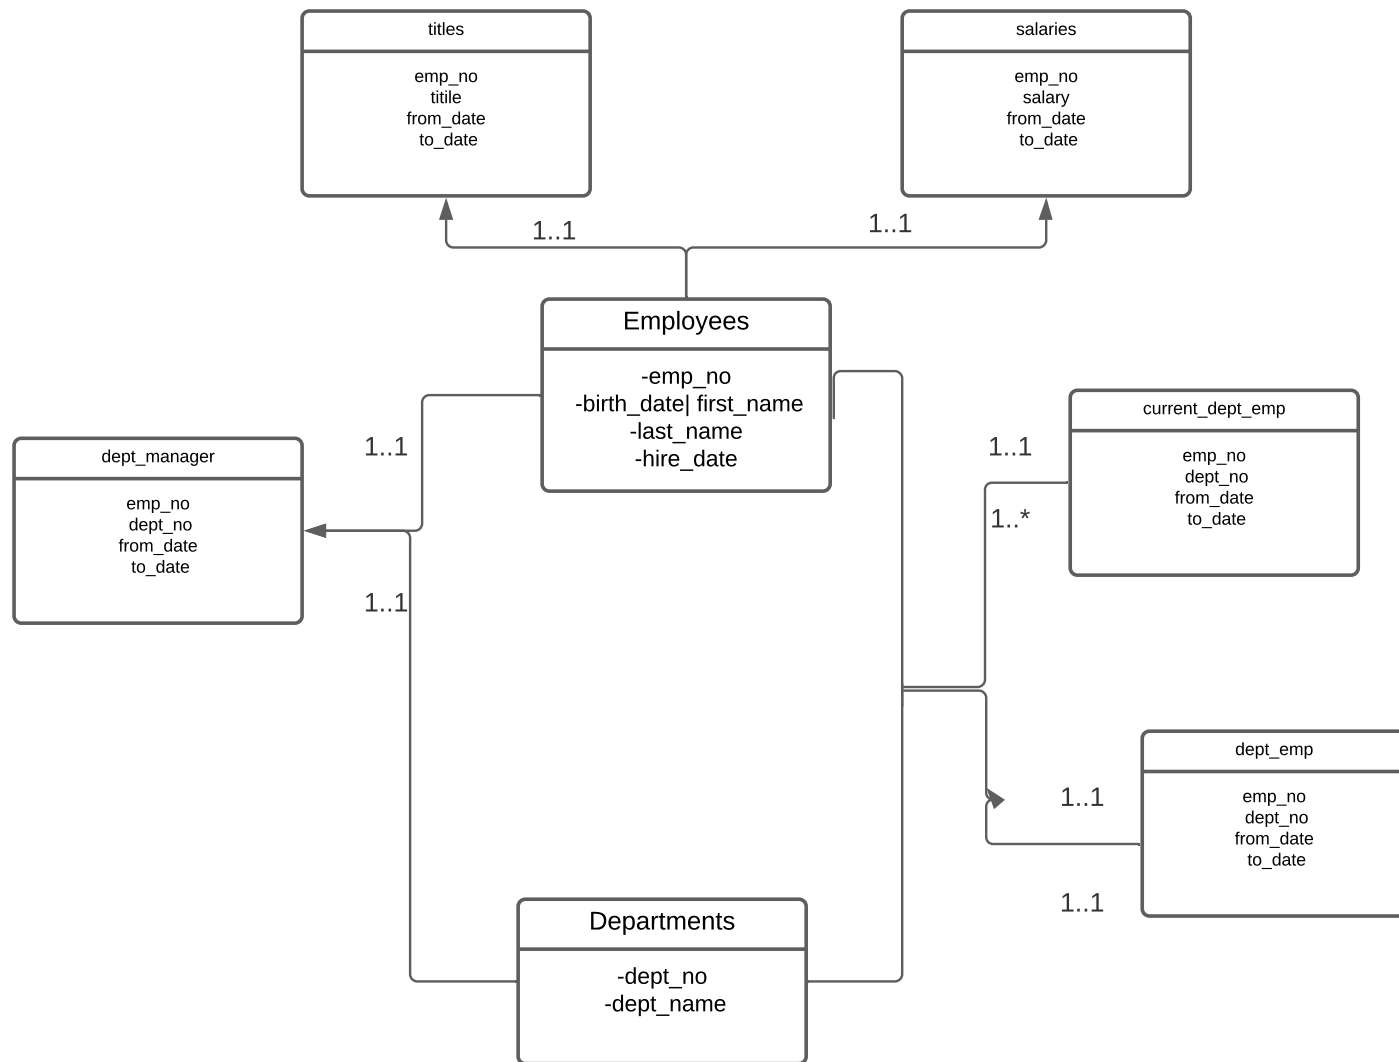 titles
emp_no
titile
from_date
to_date
salaries
emp_no
salary
from_date
to_date
1..1
1..1
Employees
-emp_no
-birth_date| first_name
-last_name
-hire_date
1..1
dept_manager
emp_no
dept_no
from_date
to_date
1..1
current_dept_emp
emp_no
dept_no
from_date
to_date
1..1
1..*
dept_emp
emp_no
dept_no
from_date
to_date
1..1
1..1
Departments
-dept_no
-dept_name